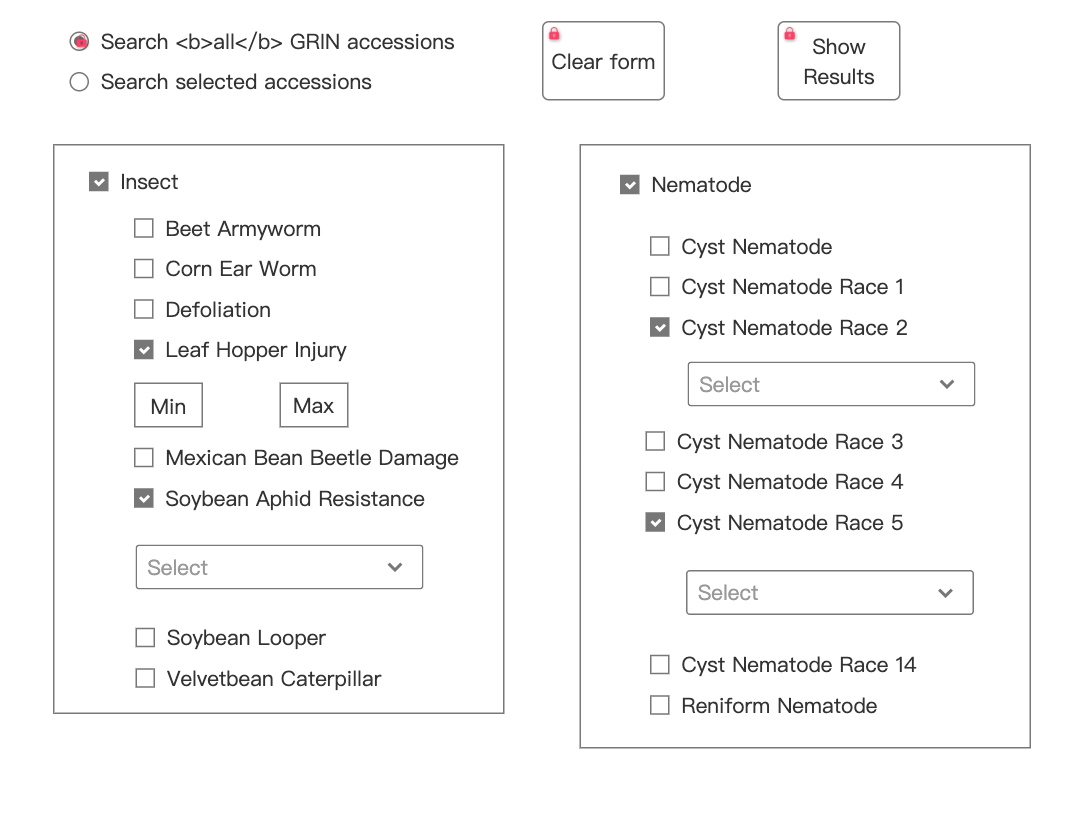 Search <b>all</b> GRIN accessions
Search selected accessions
Clear form
Show
Results
Insect
Beet Armyworm
Corn Ear Worm
Defoliation
Leaf Hopper Injury
Min
Max
Mexican Bean Beetle Damage
Soybean Aphid Resistance
Select
Soybean Looper
Velvetbean Caterpillar
Nematode
Cyst Nematode
Cyst Nematode Race 1
Cyst Nematode Race 2
Select
Cyst Nematode Race 3
Cyst Nematode Race 4
Cyst Nematode Race 5
Select
Cyst Nematode Race 14
Reniform Nematode